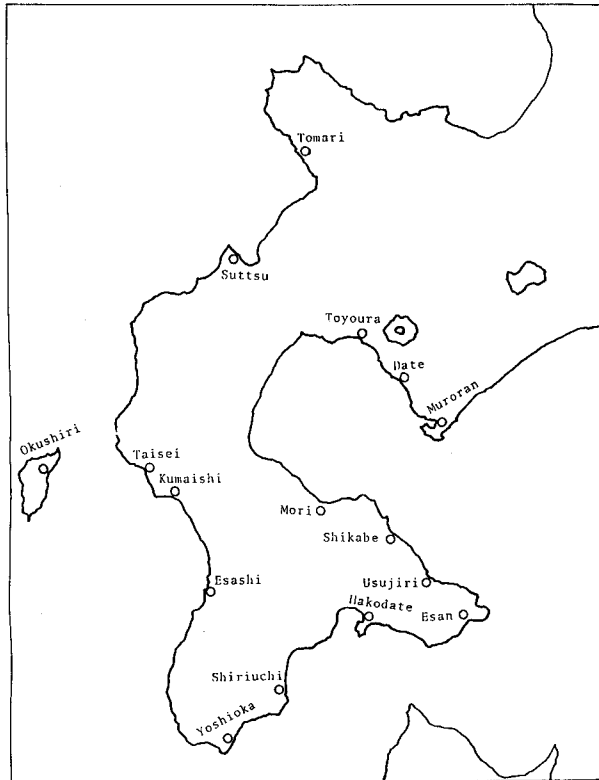 Tomari
Suttsu
Toyoura
Date
Muroran
Okushiri
Taisei
Kumaishi
Mori
Shikabe
Usujiri
Esashi
Hakodate
Esan
Shiriuchi
Yoshioka